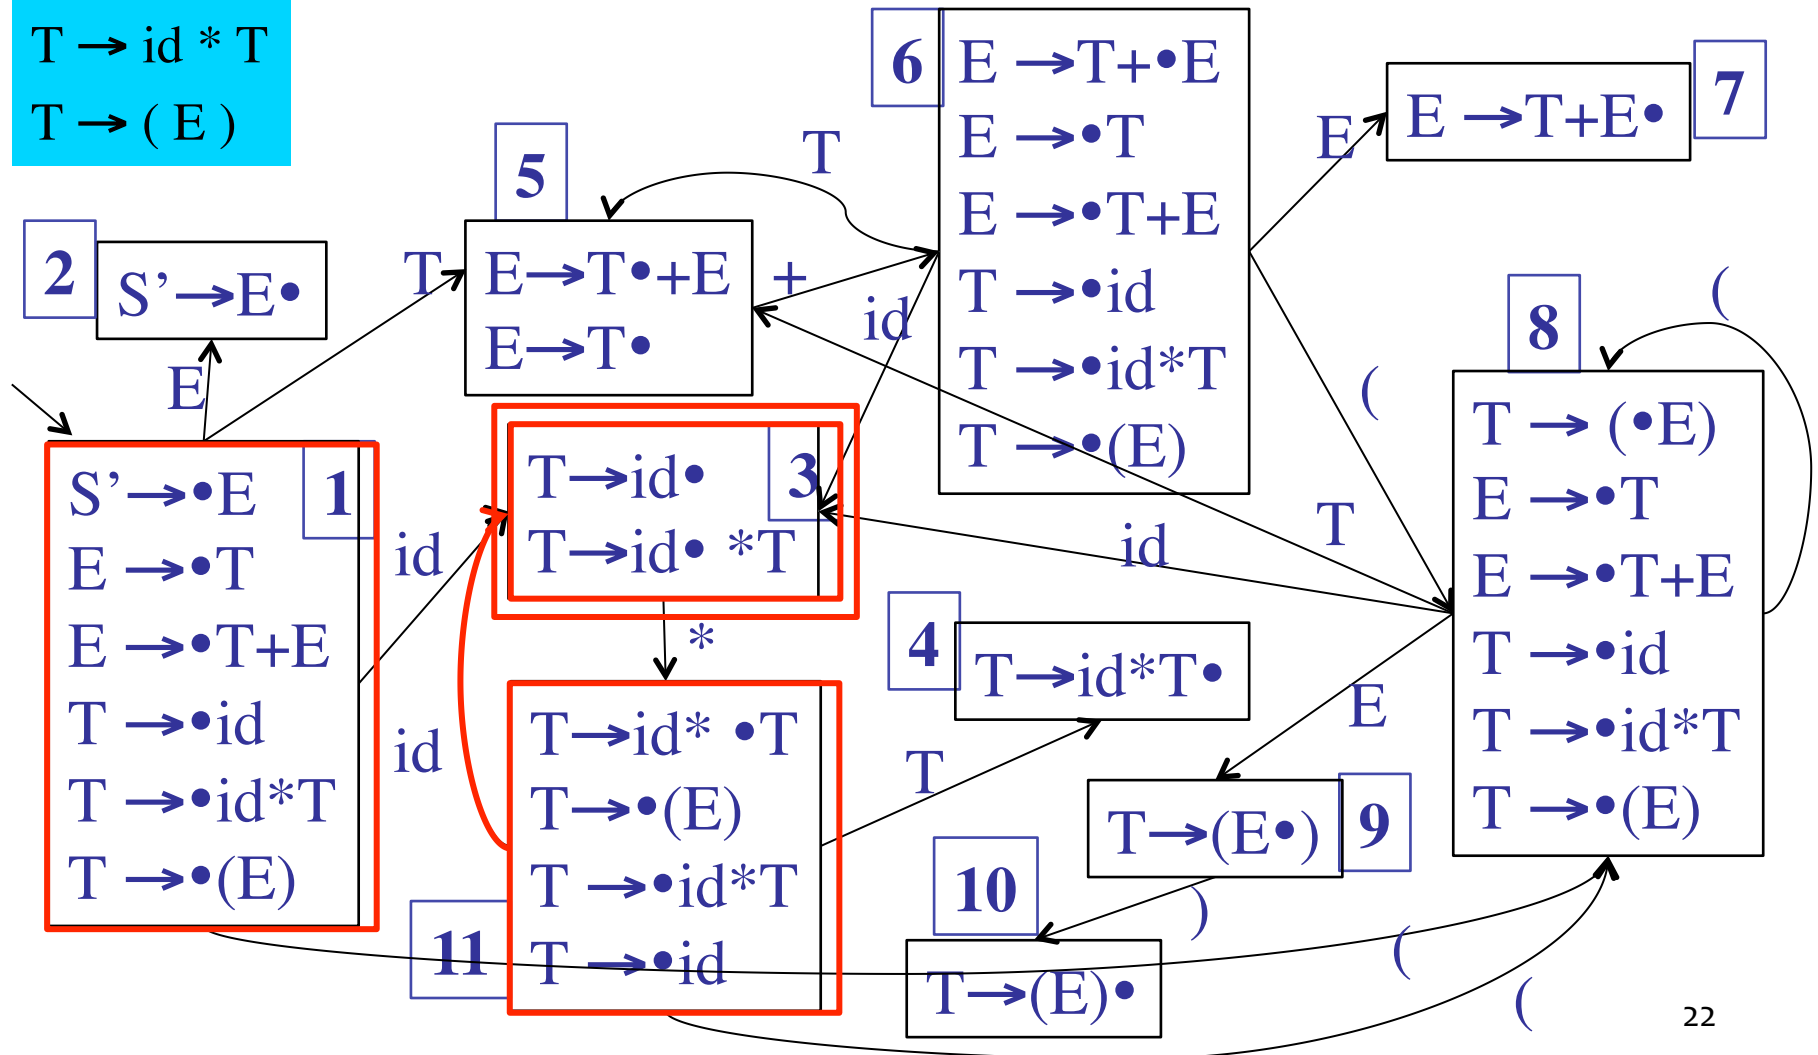 T → id * T
T → ( E )
2
S’→E•
E
1
S’→•E
E →•T
E →•T+E
T →•id
T →•id*T
T →•(E)
T
id
id
5
E→T•+E
E→T•
T
+
id
3
T→id•
T→id• *T
*
11
T→id* •T
T→•(E)
T →•id*T
T →•id
T
4
T→id*T•
6
E →T+•E
E →•T
E →•T+E
T →•id
T →•id*T
T →•(E)
E
7
E →T+E•
(
T
id
8
T → (•E)
E →•T
E →•T+E
T →•id
T →•id*T
T →•(E)
(
E
9
T→(E•)
)
10
T→(E)•
(
(
22